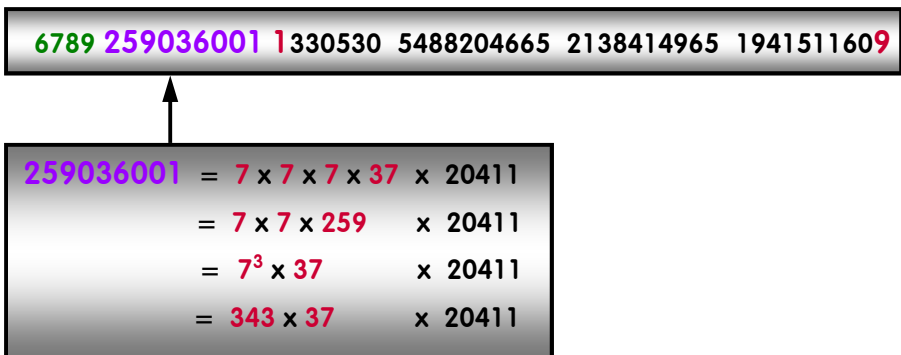 6789 259036001 1330530 5488204665 2138414965 1941511609
259036001 = 7 x 7 x 7 x 37 x 20411
= 7 x 7 x 259 x 20411
= 7³ x 37 x 20411
= 343 x 37 x 20411